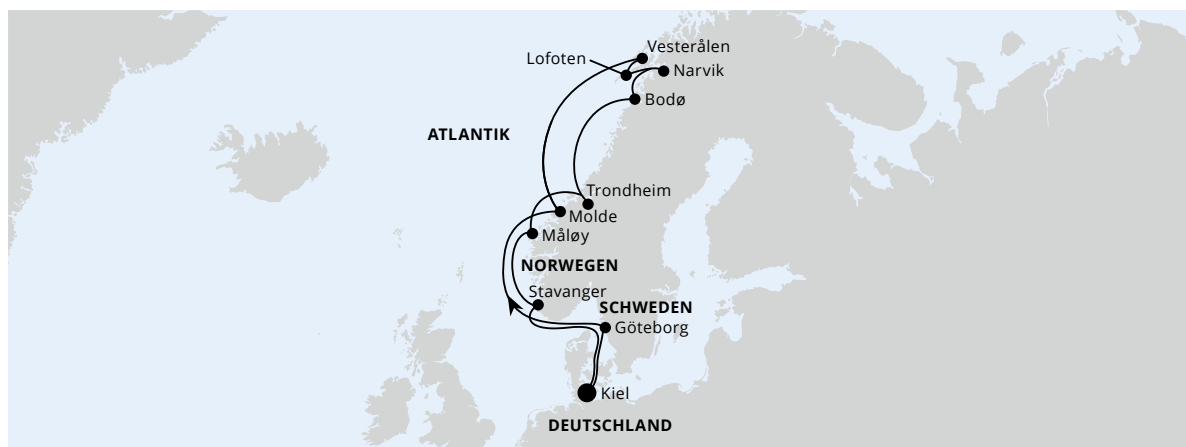 Vesterålen
Lofoten
Narvik
Bodø
ATLANTIK
Trondheim
Molde
Måløy
NORWEGEN
Stavanger
SCHWEDEN
Göteborg
Kiel
DEUTSCHLAND